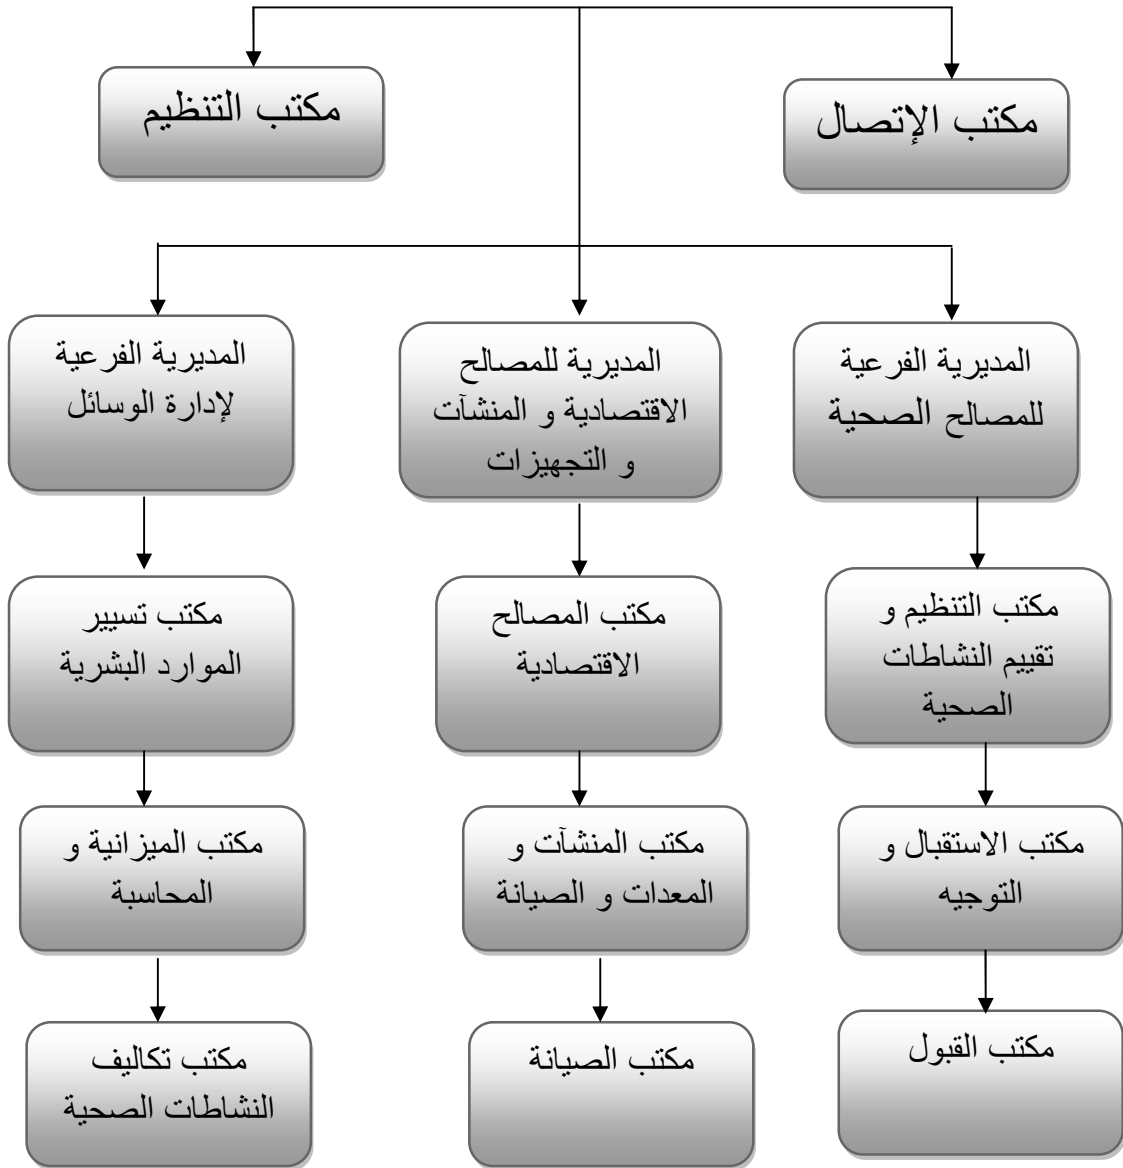 مكتب الإتصال
مكتب التنظيم
المديرية الفرعية
للمصالح الصحية
المديرية للمصالح
الاقتصادية و المنشآت
و التجهيزات
المديرية الفرعية
لإدارة الوسائل
مكتب التنظيم و
تقييم النشاطات
الصحية
مكتب المصالح
الاقتصادية
مكتب تسيير
الموارد البشرية
مكتب الاستقبال و
التوجيه
مكتب المنشآت و
المعدات و الصيانة
مكتب الميزانية و
المحاسبة
مكتب القبول
مكتب الصيانة
مكتب تكاليف
النشاطات الصحية